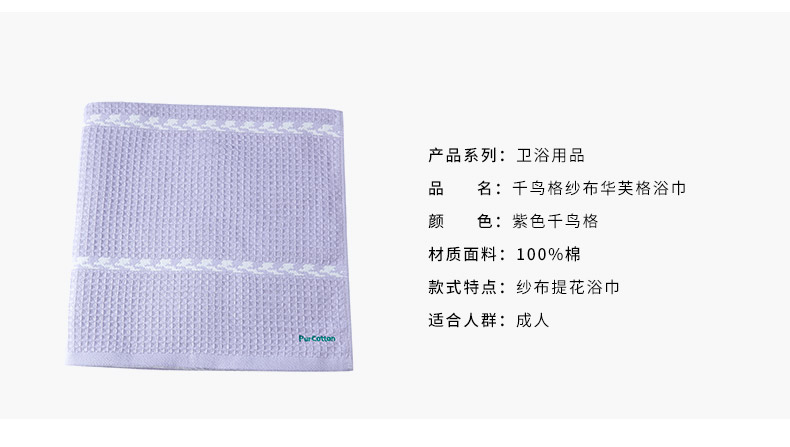 产品系列：卫浴用品
品　　名：千鸟格纱布华芙格浴巾
颜　　色：紫色千鸟格
材质面料：100%棉
款式特点：纱布提花浴巾
适合人群：成人
PurCotton